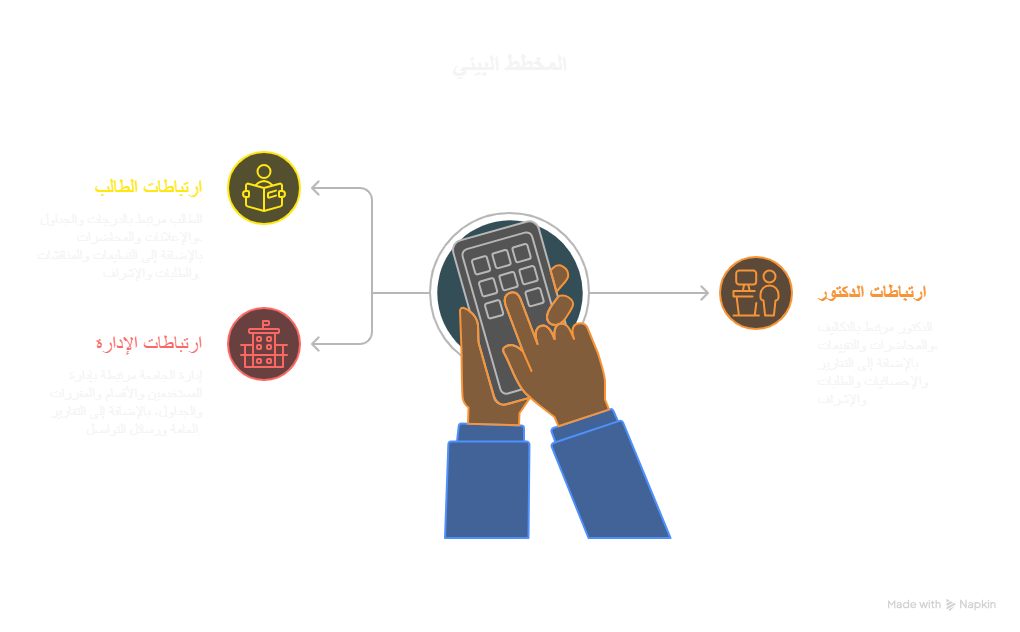 المخطط البيئي
ارتباطات الطالب
الطالب مرتبط بالدرجات والجداول
والإعلانات والمحاضرات،
بالإضافة إلى التسليمات والمناقشات
والطلبات والإشراف.
ارتباطات الإدارة
إدارة الجامعة مرتبطة بإدارة
المستخدمين والأقسام والمقررات
والجداول، بالإضافة إلى التقارير
العامة ووسائل التواصل.
ارتباطات الدكتور
الدكتور مرتبط بالتكاليف
والمحاضرات والتقييمات،
بالإضافة إلى التقارير
والإحصائيات والطلبات
والإشراف.
Made with Napkin